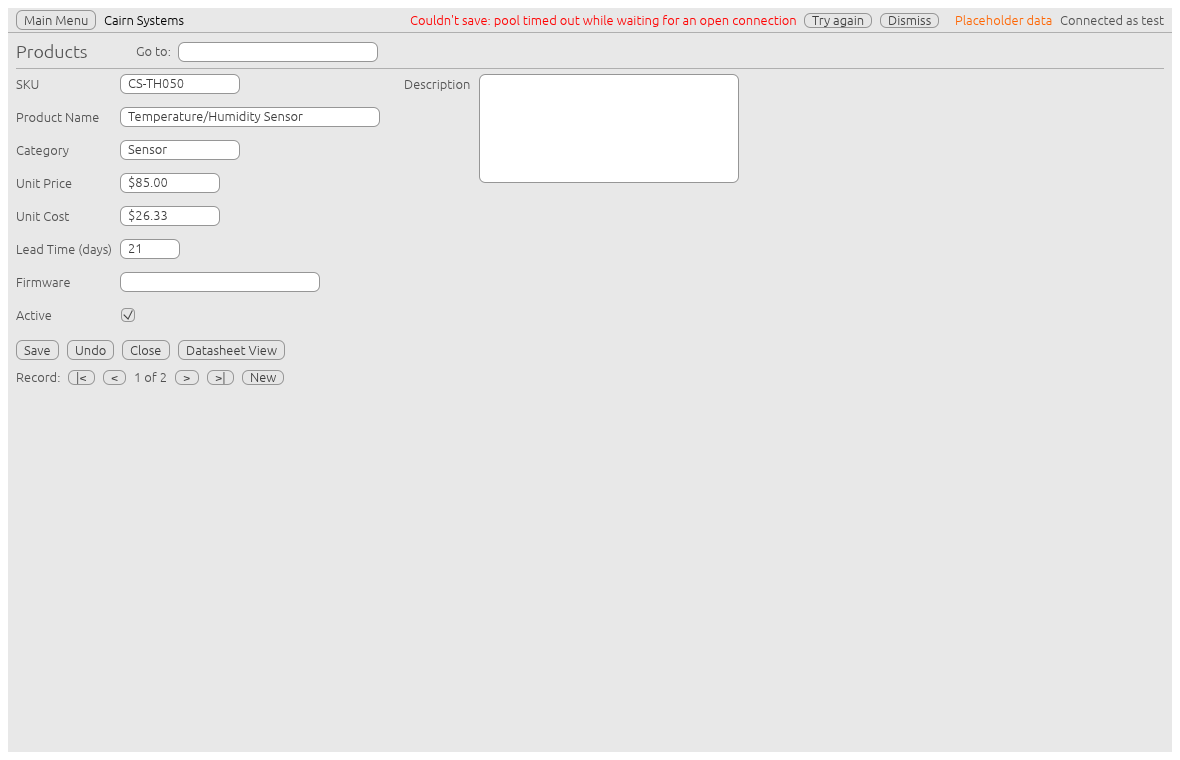 Main Menu Cairn Systems Couldn't save: pool timed out while waiting for an open connection Try again Dismiss Placeholder data Connected as test
Products Go to:
SKU CS-TH050 Description
Product Name Temperature/Humidity Sensor
Category Sensor
Unit Price $85.00
Unit Cost $26.33
Lead Time (days) 21
Firmware
Active
Save Undo Close Datasheet View
Record: |< < 1 of 2 > >| New